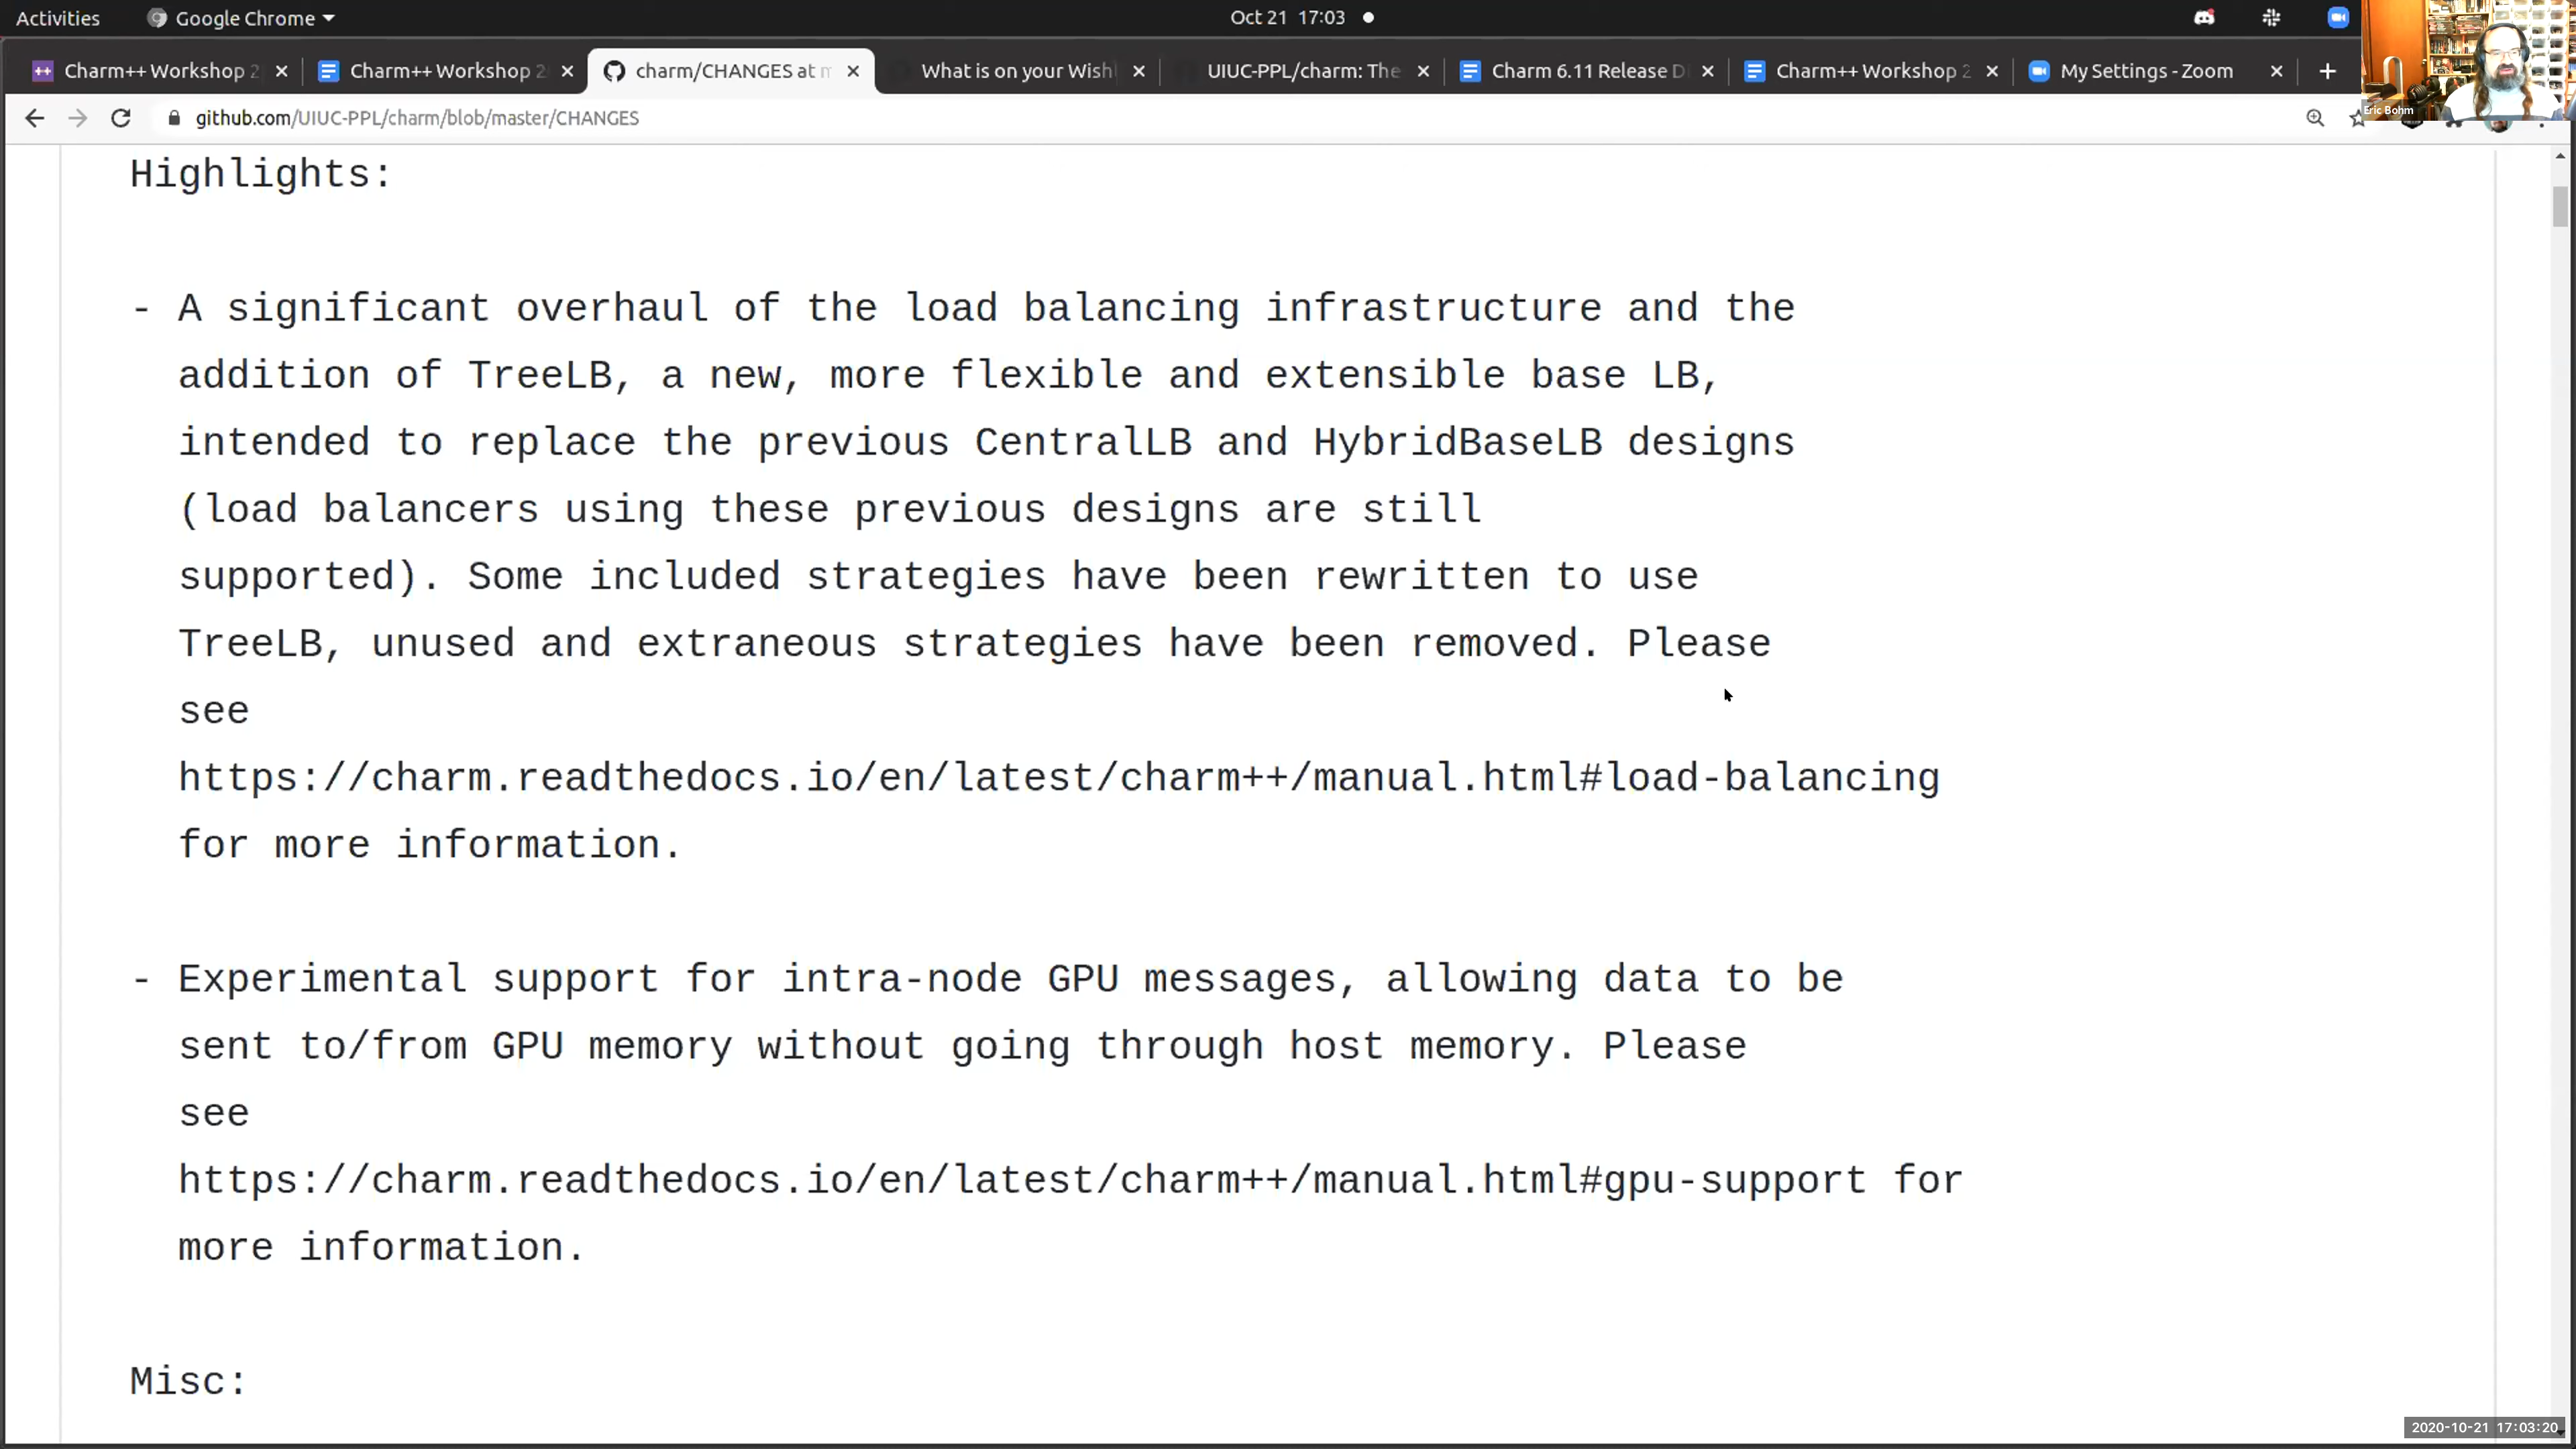 Activities Google Chrome Oct 21 17:03
Charm++ Workshop 2 Charm++ Workshop 2 charm/CHANGES at m What is on your Wish UIUC-PPL/charm: The Charm 6.11 Release D Charm++ Workshop 2 My Settings - Zoom
github.com/UIUC-PPL/charm/blob/master/CHANGES
Eric Bohm
Highlights:
- A significant overhaul of the load balancing infrastructure and the
addition of TreeLB, a new, more flexible and extensible base LB,
intended to replace the previous CentralLB and HybridBaseLB designs
(load balancers using these previous designs are still
supported). Some included strategies have been rewritten to use
TreeLB, unused and extraneous strategies have been removed. Please
see
https://charm.readthedocs.io/en/latest/charm++/manual.html#load-balancing
for more information.
- Experimental support for intra-node GPU messages, allowing data to be
sent to/from GPU memory without going through host memory. Please
see
https://charm.readthedocs.io/en/latest/charm++/manual.html#gpu-support for
more information.
Misc:
2020-10-21 17:03:20